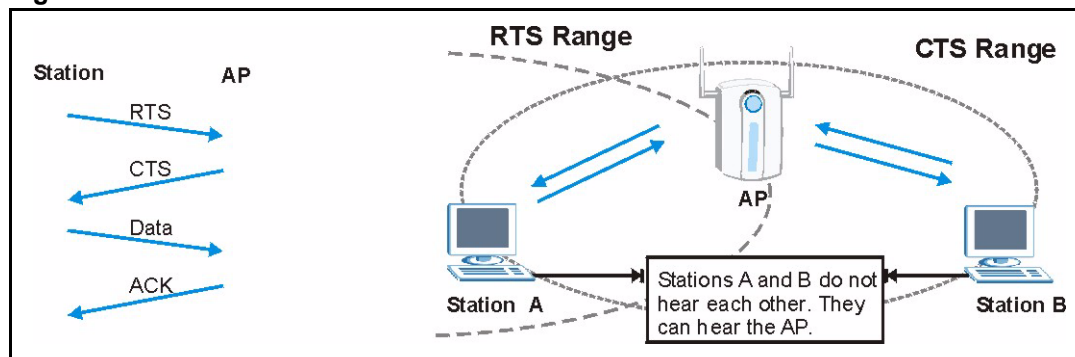 Station AP
RTS
CTS
Data
ACK
RTS Range
CTS Range
AP
Station A
Stations A and B do not
hear each other. They
can hear the AP.
Station B